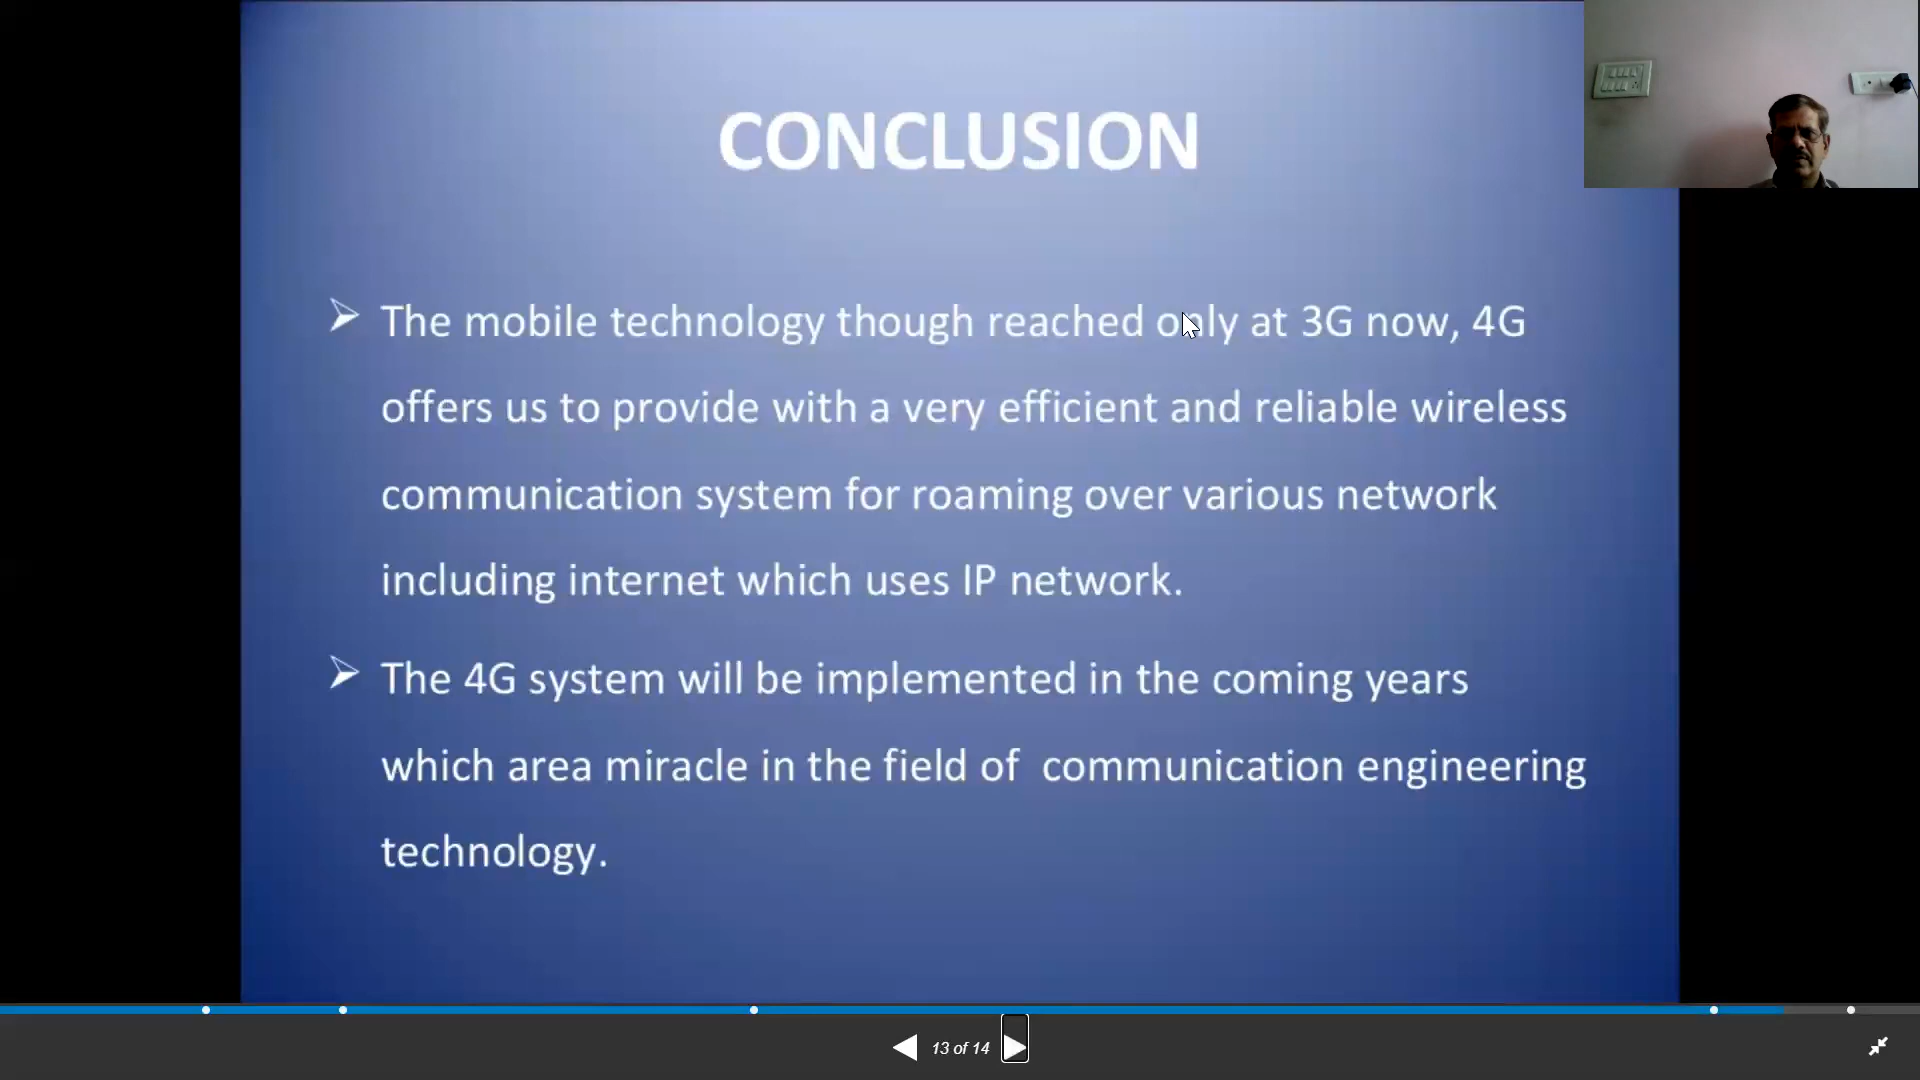 CONCLUSION
The mobile technology though reached only at 3G now, 4G
offers us to provide with a very efficient and reliable wireless
communication system for roaming over various network
including internet which uses IP network.
The 4G system will be implemented in the coming years
which area miracle in the field of communication engineering
technology.
13 of 14